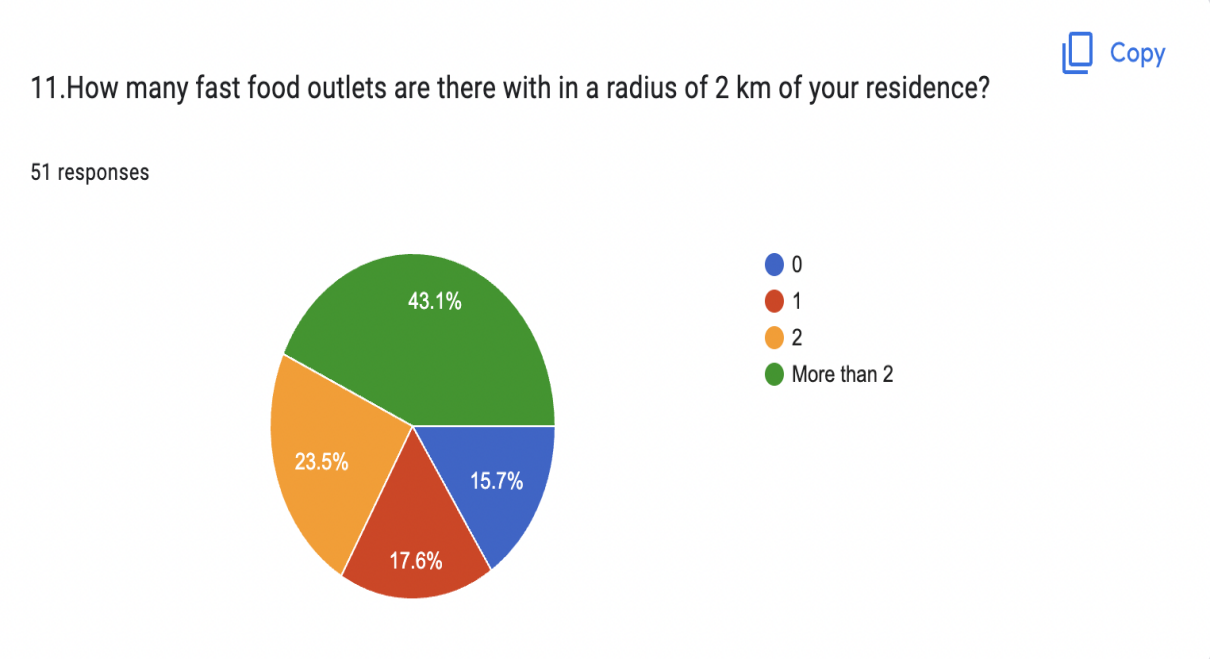 Copy
11.How many fast food outlets are there with in a radius of 2 km of your residence?
51 responses
43.1%
23.5%
15.7%
17.6%
0
1
2
More than 2